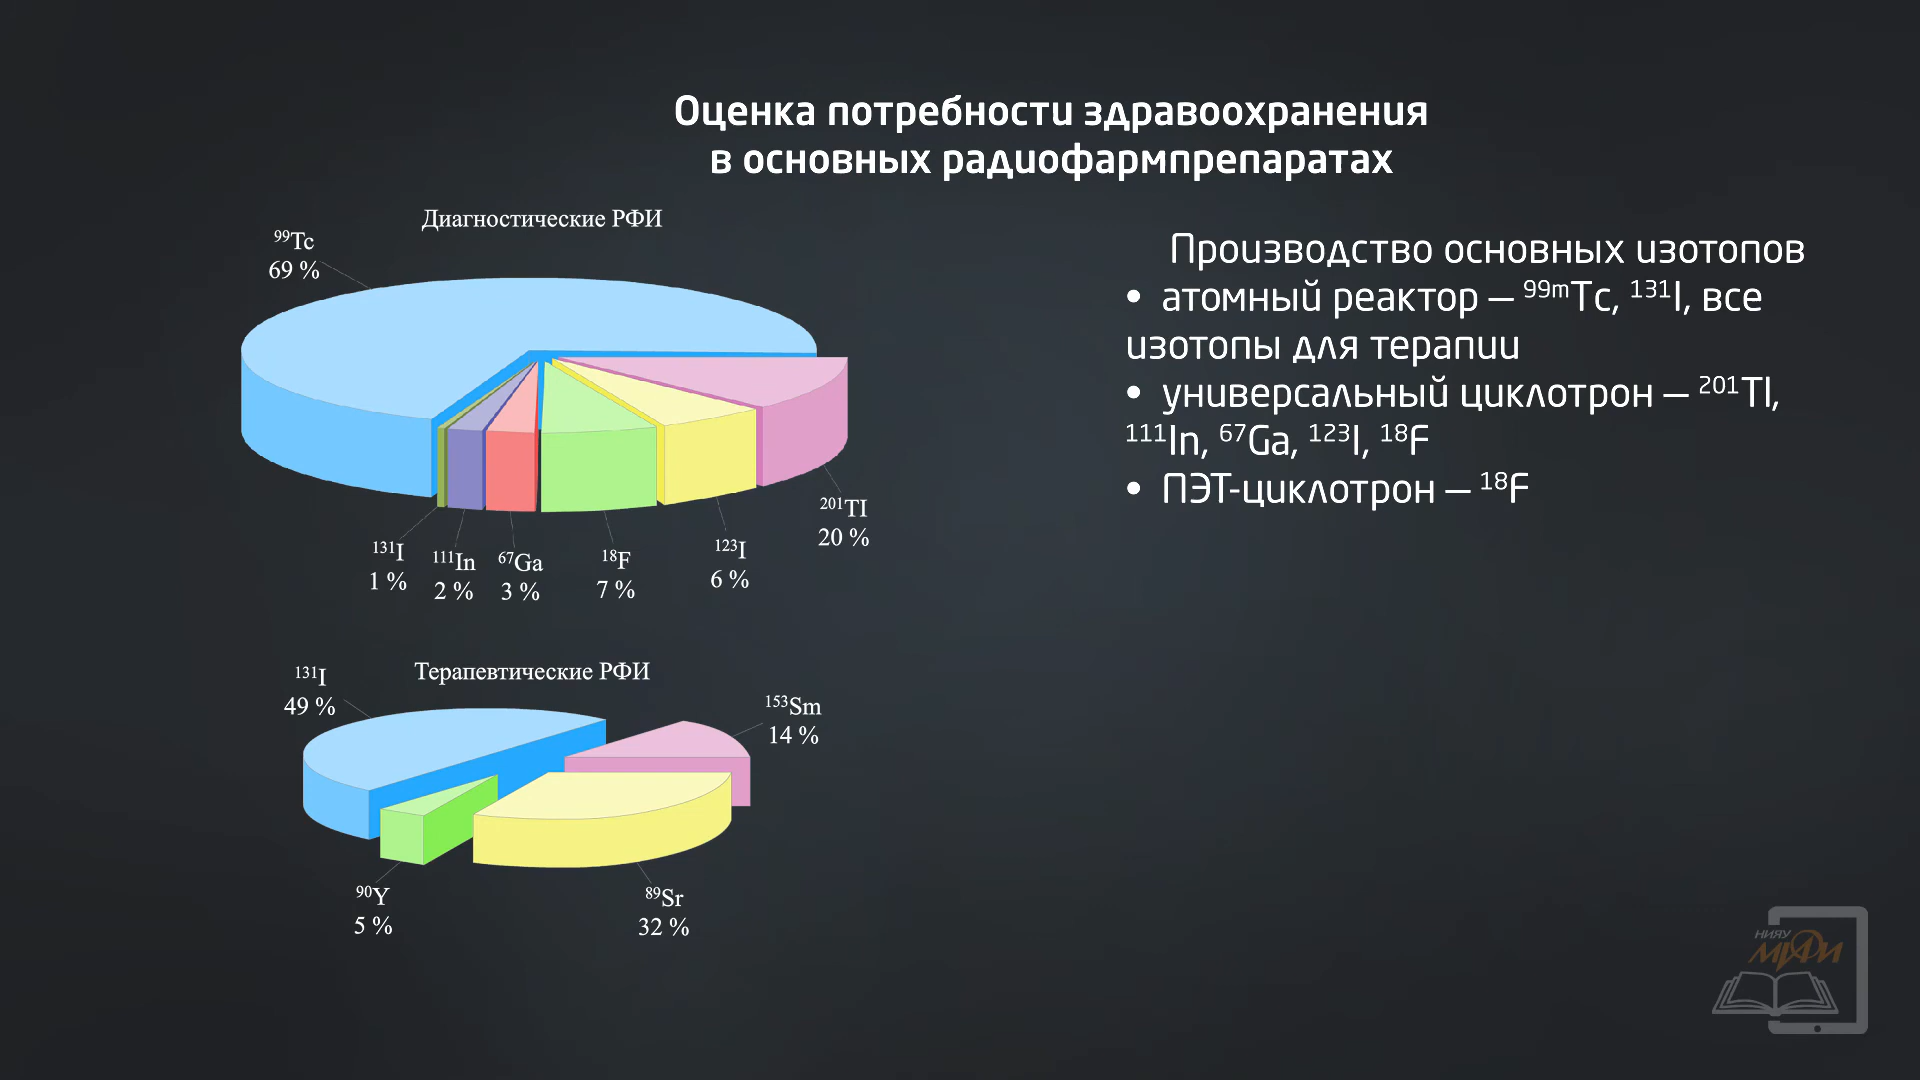 Оценка потребности здравоохранения
в основных радиофармпрепаратах
Диагностические РФИ
⁹⁹Tc
69 %
¹³¹I
1 %
¹¹¹In
2 %
⁶⁷Ga
3 %
¹⁸F
7 %
¹²³I
6 %
²⁰¹TI
20 %
Терапевтические РФИ
¹³¹I
49 %
¹⁵³Sm
14 %
⁹⁰Y
5 %
⁸⁹Sr
32 %
Производство основных изотопов
• атомный реактор – ⁹⁹ᵐTc, ¹³¹I, все
изотопы для терапии
• универсальный циклотрон – ²⁰¹Tl,
¹¹¹In, ⁶⁷Ga, ¹²³I, ¹⁸F
• ПЭТ-циклотрон – ¹⁸F
НИЯУ
МИФИ